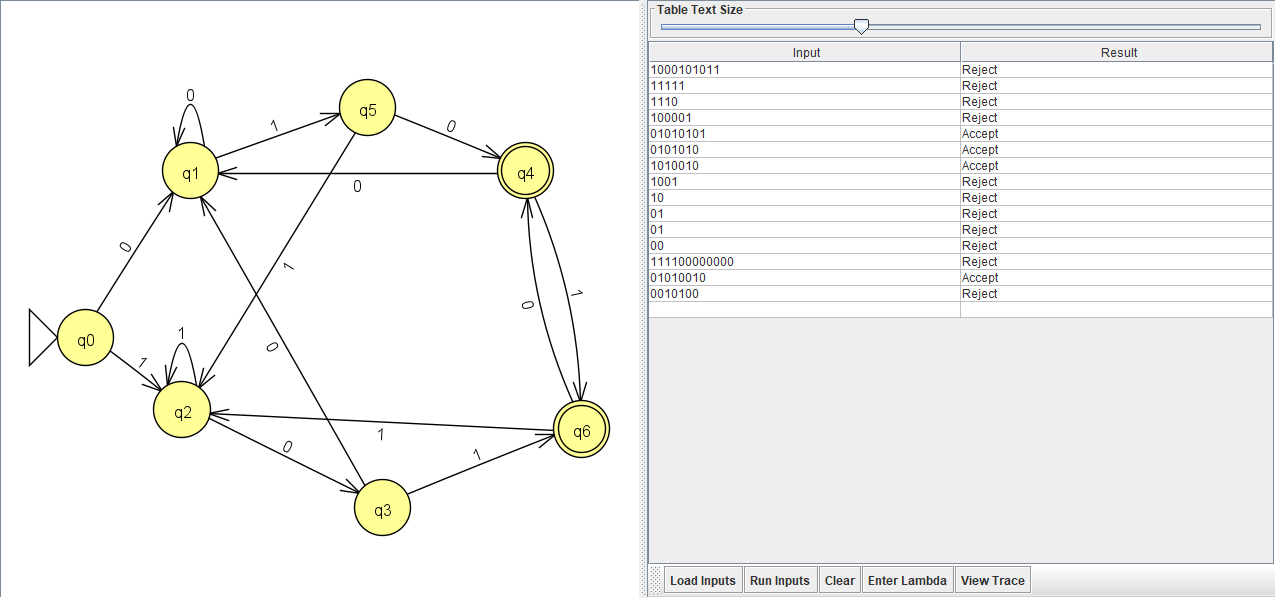 0
q5
1
0
q1
q4
0
0
1
0
1
0
1
q0
1
q2
0
1
q6
0
1
q3
Table Text Size
Input Result
1000101011 Reject
11111 Reject
1110 Reject
100001 Reject
01010101 Accept
0101010 Accept
1010010 Accept
1001 Reject
10 Reject
01 Reject
01 Reject
00 Reject
111100000000 Reject
01010010 Accept
0010100 Reject
Load Inputs Run Inputs Clear Enter Lambda View Trace